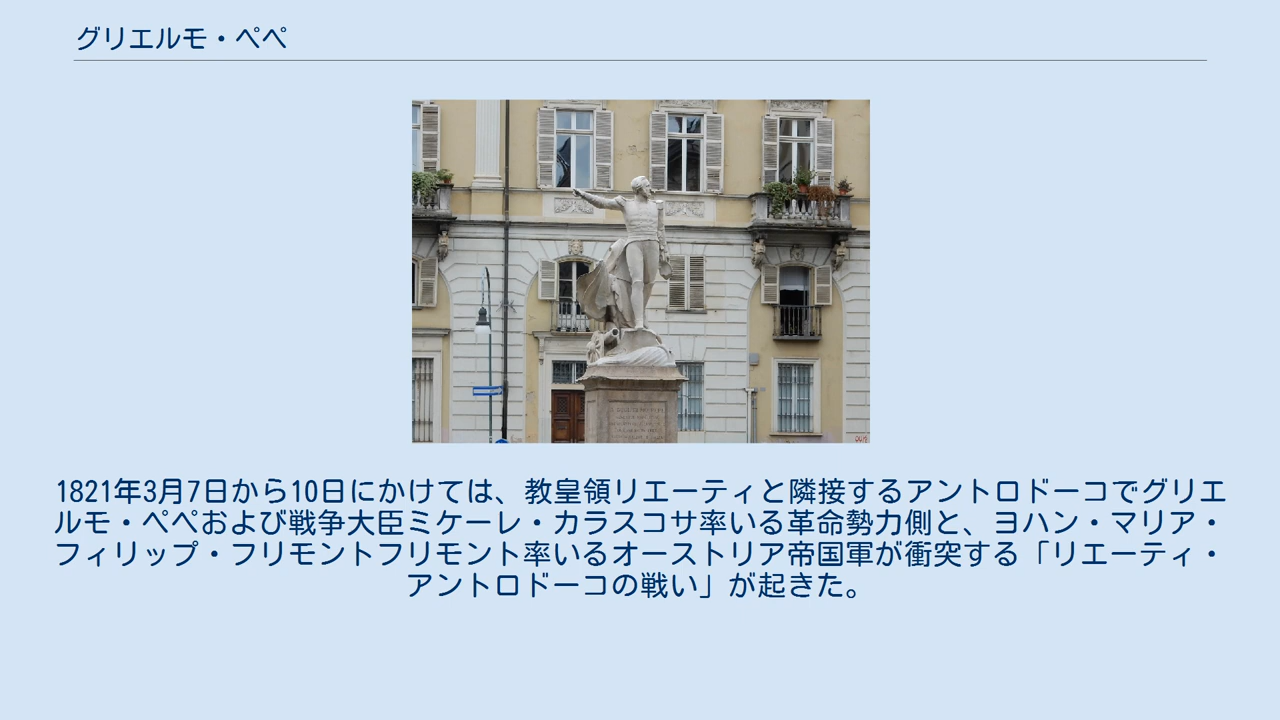 グリエルモ・ペペ
1821年3月7日から10日にかけては、教皇領リエーティと隣接するアントロドーコでグリエ
ルモ・ペペおよび戦争大臣ミケーレ・カラスコサ率いる革命勢力側と、ヨハン・マリア・
フィリップ・フリモントフリモント率いるオーストリア帝国軍が衝突する「リエーティ・
アントロドーコの戦い」が起きた。